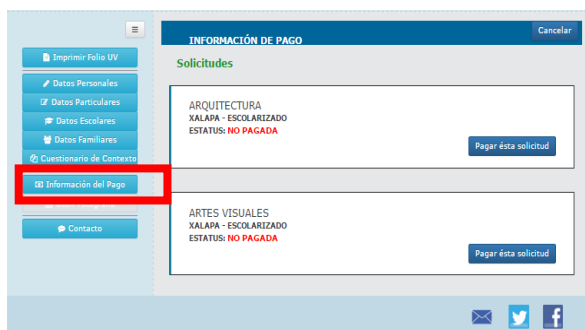 Cancelar
INFORMACIÓN DE PAGO
Imprimir Folio UV
Datos Personales
Datos Particulares
Datos Escolares
Datos Familiares
Cuestionario de Contexto
Información del Pago
Contacto
Solicitudes
ARQUITECTURA
XALAPA - ESCOLARIZADO
ESTATUS: NO PAGADA
Pagar ésta solicitud
ARTES VISUALES
XALAPA - ESCOLARIZADO
ESTATUS: NO PAGADA
Pagar ésta solicitud